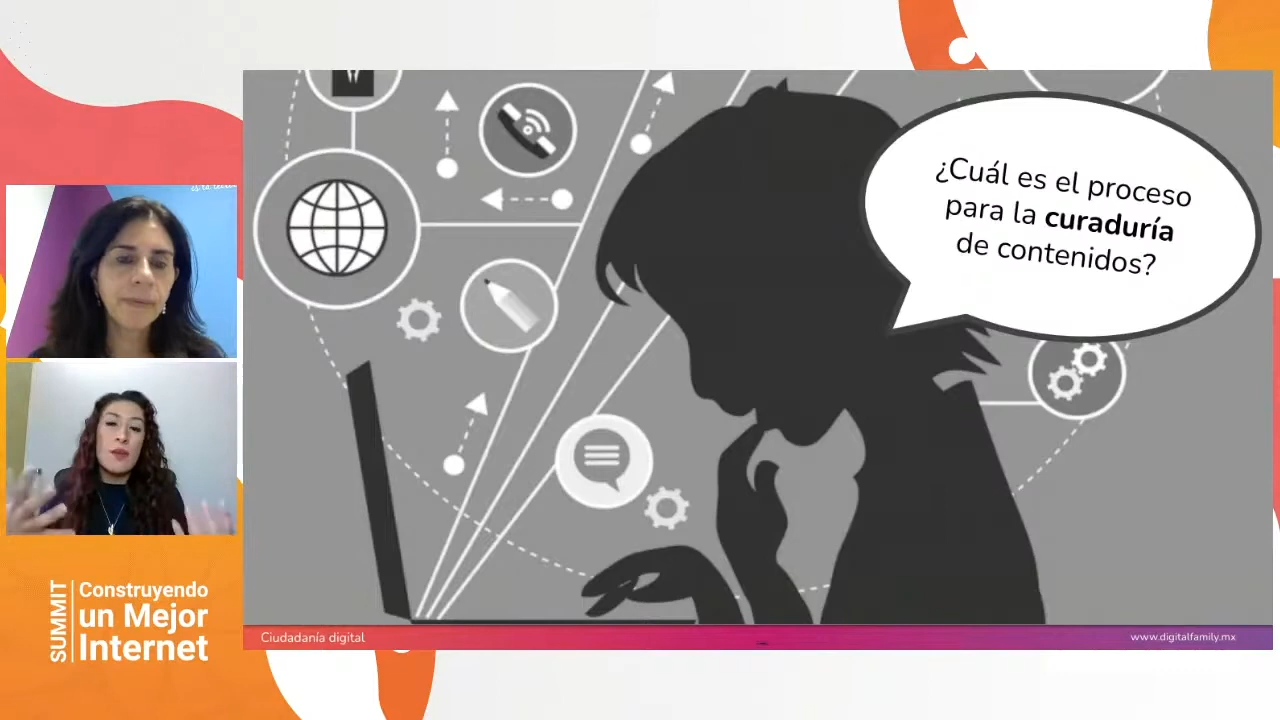 ¿Cuál es el proceso
para la curaduría
de contenidos?
SUMMIT
Construyendo
un Mejor
Internet
Ciudadanía digital
www.digitalfamily.mx